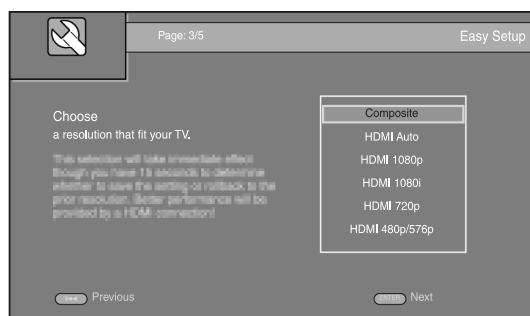 Page: 3/5
Easy Setup
Choose
a resolution that fit your TV.
This selection will take immediate effect
though you have 15 seconds to determine
whether to save the setting or rollback to the
prior resolution. Better performance will be
provided by a HDMI connection!
Composite
HDMI Auto
HDMI 1080p
HDMI 1080i
HDMI 720p
HDMI 480p/576p
Previous
ENTER Next